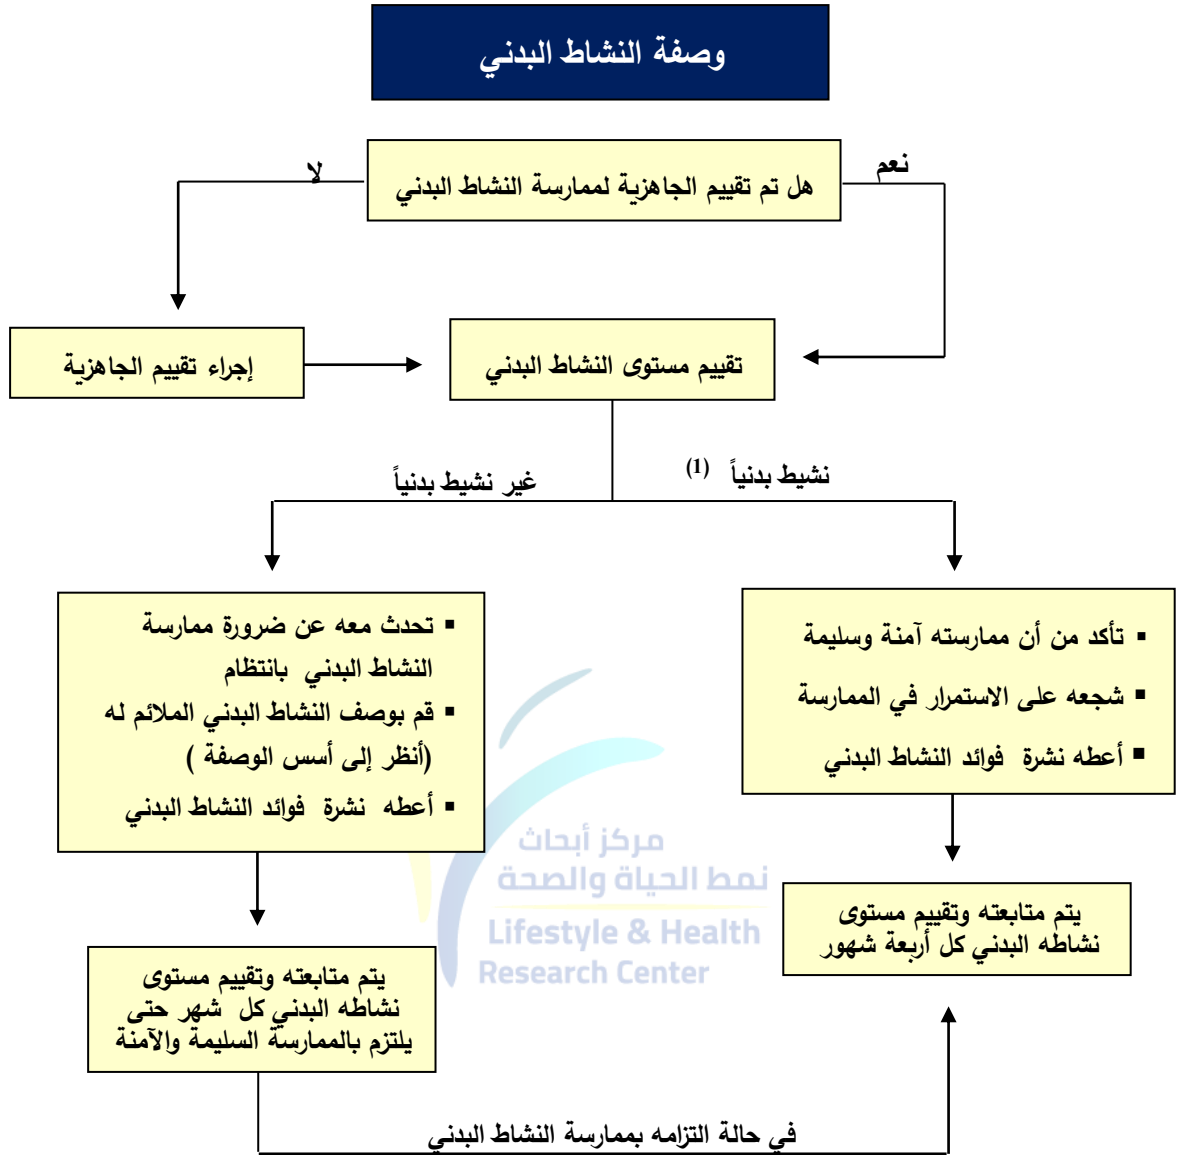 وصفة النشاط البدني
نعم
هل تم تقييم الجاهزية لممارسة النشاط البدني
لا
تقييم مستوى النشاط البدني
إجراء تقييم الجاهزية
نشيط بدنياً (1)
غير نشيط بدنياً
▪ تأكد من أن ممارسته آمنة وسليمة
▪ شجعه على الاستمرار في الممارسة
▪ أعطه نشرة فوائد النشاط البدني
▪ تحدث معه عن ضرورة ممارسة
النشاط البدني بانتظام
▪ قم بوصف النشاط البدني الملائم له
(أنظر إلى أسس الوصفة )
▪ أعطه نشرة فوائد النشاط البدني
مركز أبحاث
نمط الحياة والصحة
Lifestyle & Health
Research Center
يتم متابعته وتقييم مستوى
نشاطه البدني كل أربعة شهور
يتم متابعته وتقييم مستوى
نشاطه البدني كل شهر حتى
يلتزم بالممارسة السليمة والآمنة
في حالة التزامه بممارسة النشاط البدني